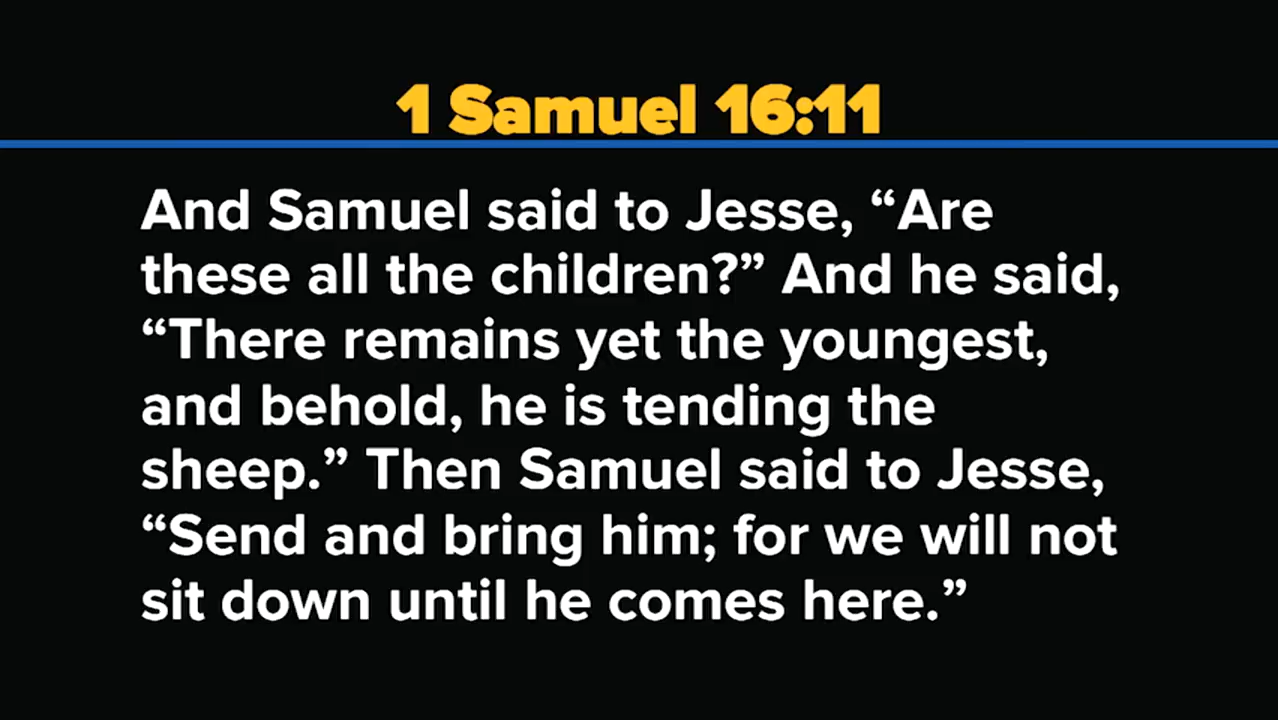 1 Samuel 16:11
And Samuel said to Jesse, “Are
these all the children?” And he said,
“There remains yet the youngest,
and behold, he is tending the
sheep.” Then Samuel said to Jesse,
“Send and bring him; for we will not
sit down until he comes here.”